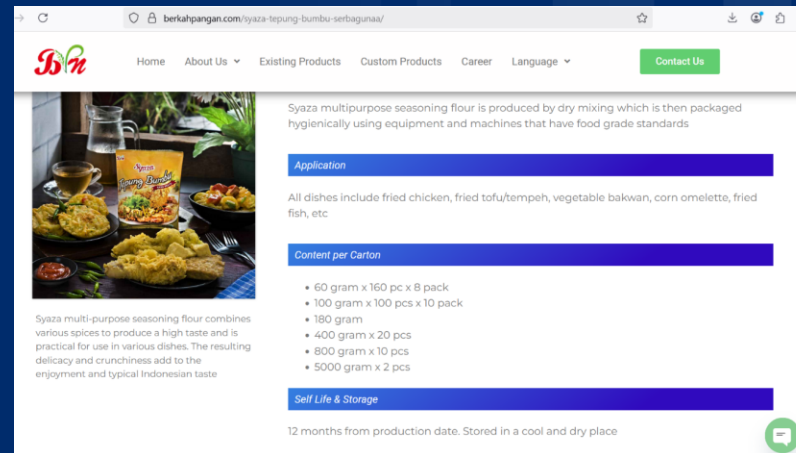 berkahpangan.com/syaza-tepung-bumbu-serbagunaa/
Home About Us Existing Products Custom Products Career Language Contact Us
Syaza multipurpose seasoning flour is produced by dry mixing which is then packaged
hygienically using equipment and machines that have food grade standards
Application
All dishes include fried chicken, fried tofu/tempeh, vegetable bakwan, corn omelette, fried
fish, etc
Content per Carton
• 60 gram x 160 pc x 8 pack
• 100 gram x 100 pcs x 10 pack
• 180 gram
• 400 gram x 20 pcs
• 800 gram x 10 pcs
• 5000 gram x 2 pcs
Self Life & Storage
12 months from production date. Stored in a cool and dry place
Tepung Bumbu
Syaza multi-purpose seasoning flour combines
various spices to produce a high taste and is
practical for use in various dishes. The resulting
delicacy and crunchiness add to the
enjoyment and typical Indonesian taste